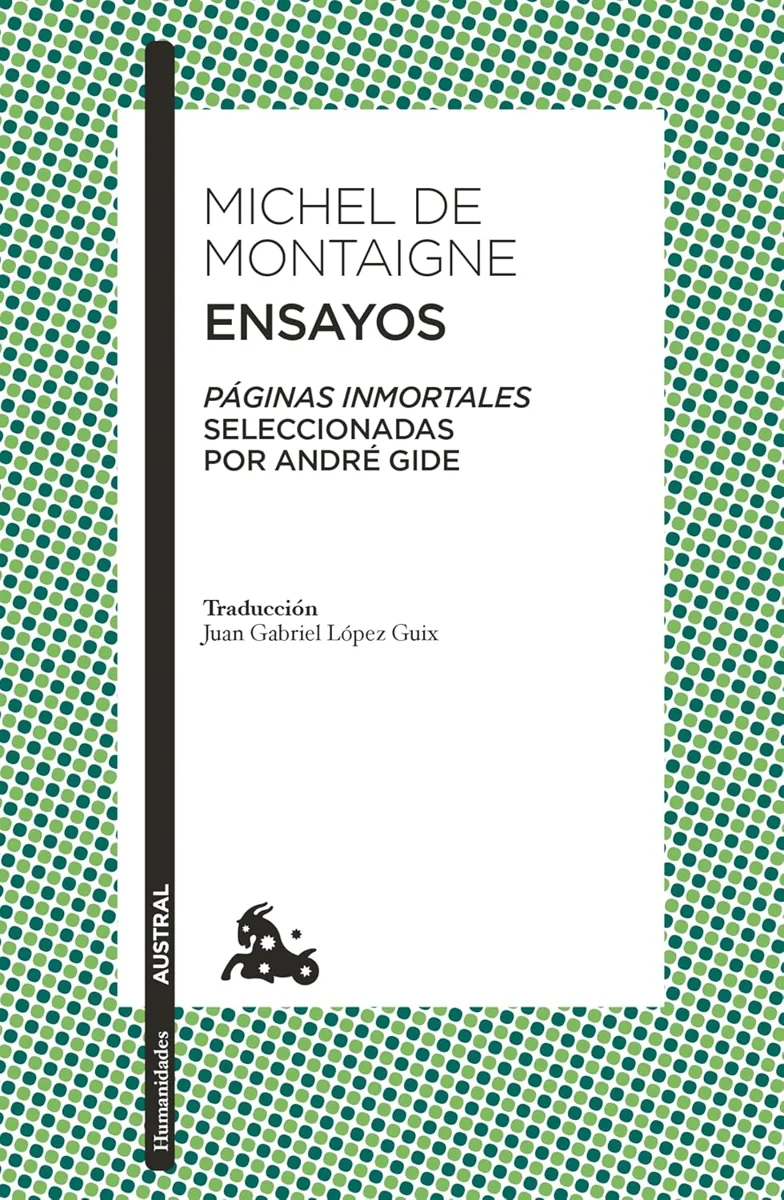 MICHEL DE
MONTAIGNE
ENSAYOS
PÁGINAS INMORTALES
SELECCIONADAS
POR ANDRÉ GIDE
Traducción
Juan Gabriel López Guix
AUSTRAL
Humanidades